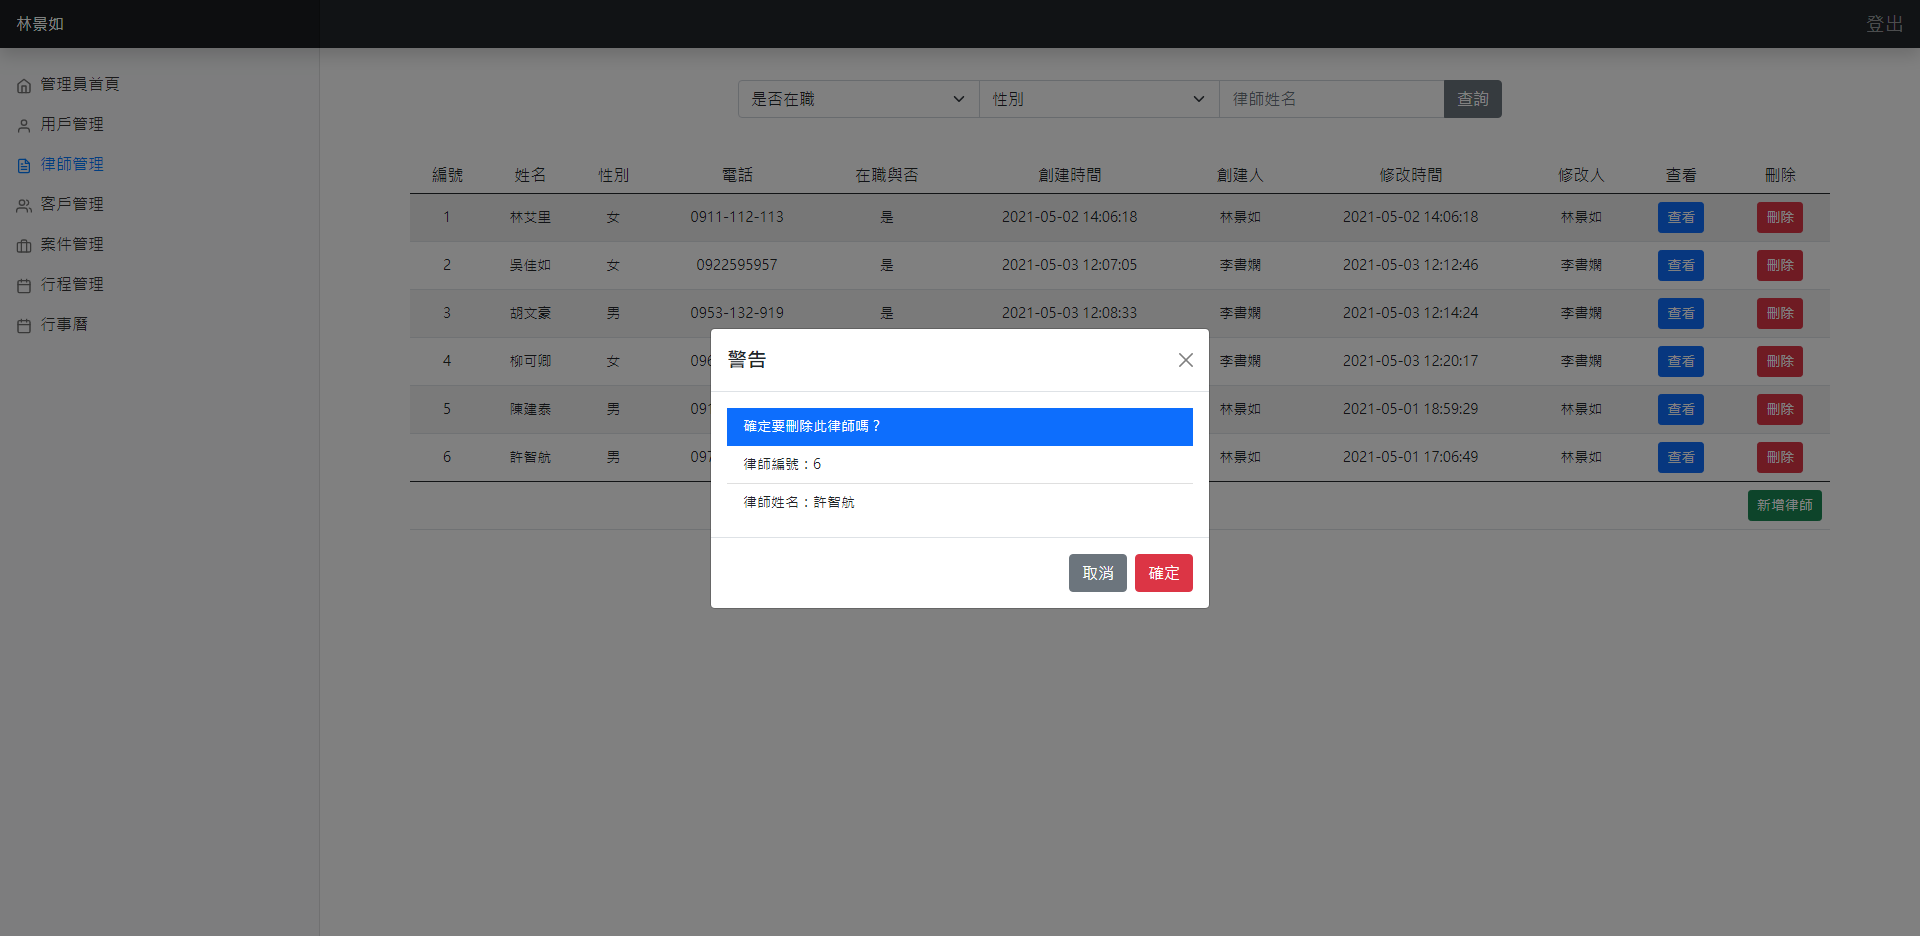 林景如
登出
管理員首頁
用戶管理
律師管理
客戶管理
案件管理
行程管理
行事曆
是否在職 性別 律師姓名 查詢
編號 姓名 性別 電話 在職與否 創建時間 創建人 修改時間 修改人 查看 刪除
1 林艾里 女 0911-112-113 是 2021-05-02 14:06:18 林景如 2021-05-02 14:06:18 林景如 查看 刪除
2 吳佳如 女 0922595957 是 2021-05-03 12:07:05 李書嫻 2021-05-03 12:12:46 李書嫻 查看 刪除
3 胡文豪 男 0953-132-919 是 2021-05-03 12:08:33 李書嫻 2021-05-03 12:14:24 李書嫻 查看 刪除
4 柳可卿 女 096 李書嫻 2021-05-03 12:20:17 李書嫻 查看 刪除
5 陳建泰 男 091 林景如 2021-05-01 18:59:29 林景如 查看 刪除
6 許智航 男 097 林景如 2021-05-01 17:06:49 林景如 查看 刪除
新增律師
警告
確定要刪除此律師嗎？
律師編號：6
律師姓名：許智航
取消 確定